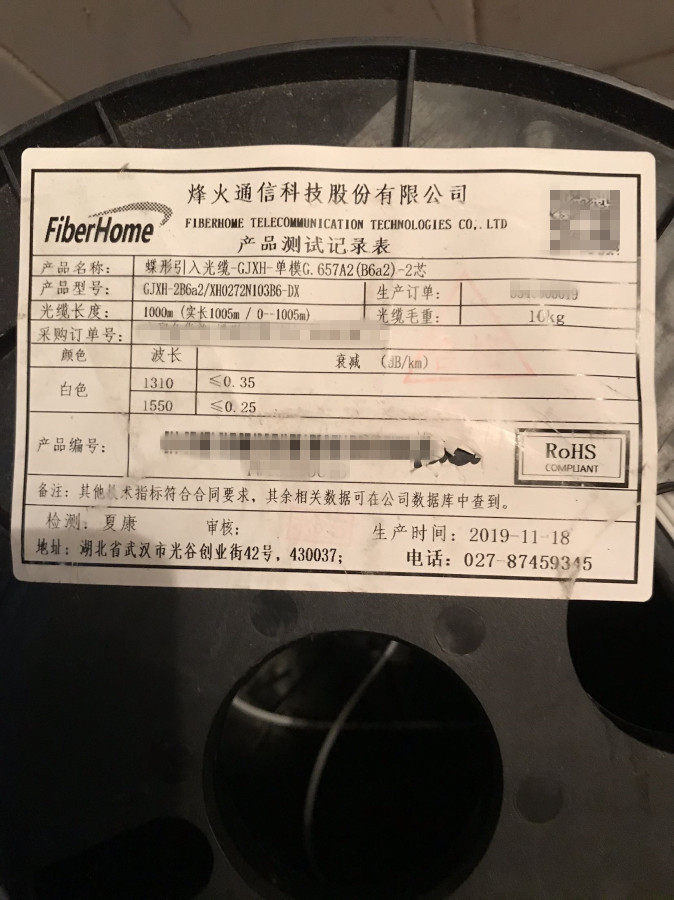 烽火通信科技股份有限公司
FiberHome
FIBERHOME TELECOMMUNICATION TECHNOLOGIES CO,.LTD
产品测试记录表
产品名称: 蝶形引入光缆-GJXH-单模G.657A2(B6a2)-2芯
产品型号: GJXH-2B6a2/XH0272N103B6-DX 生产订单:
光缆长度: 1000m (实长1005m / 0--1005m) 光缆毛重: 10kg
采购订单号:
颜色 波长 衰减 (dB/km)
白色 1310 ≤0.35
1550 ≤0.25
产品编号:
RoHS
COMPLIANT
备注: 其他技术指标符合合同要求, 其余相关数据可在公司数据库中查到。
检测: 夏康 审核: 生产时间: 2019-11-18
地址: 湖北省武汉市光谷创业街42号, 430037; 电话: 027-87459345